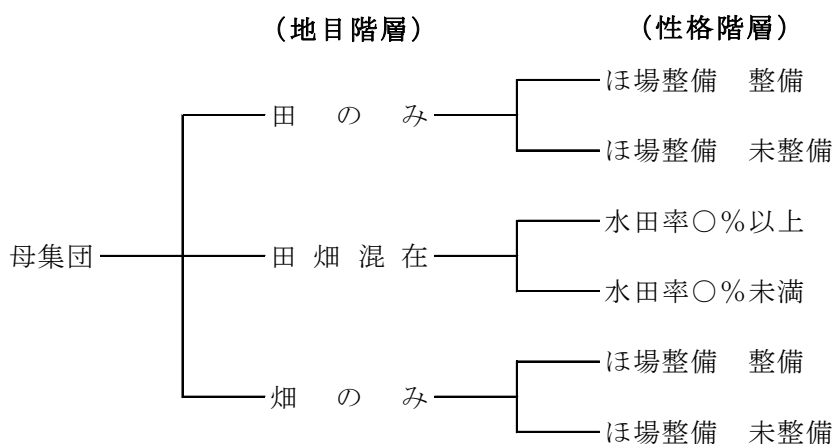 (地目階層) (性格階層)
ほ場整備 整備
田のみ
ほ場整備 未整備
水田率○%以上
母集団 田畑混在
水田率○%未満
ほ場整備 整備
畑のみ
ほ場整備 未整備